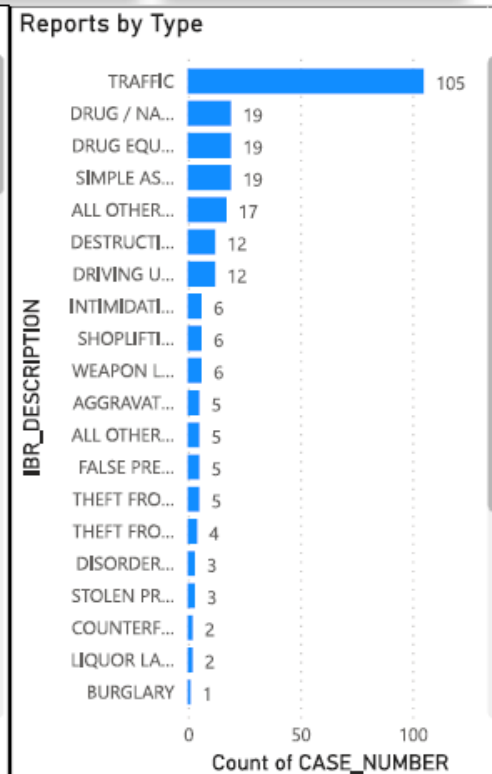 Reports by Type
IBR_DESCRIPTION
TRAFFIC 105
DRUG / NA... 19
DRUG EQU... 19
SIMPLE AS... 19
ALL OTHER... 17
DESTRUCTI... 12
DRIVING U... 12
INTIMIDATI... 6
SHOPLIFTI... 6
WEAPON L... 6
AGGRAVAT... 5
ALL OTHER... 5
FALSE PRE... 5
THEFT FRO... 5
THEFT FRO... 4
DISORDER... 3
STOLEN PR... 3
COUNTERF... 2
LIQUOR LA... 2
BURGLARY 1
0 50 100
Count of CASE_NUMBER